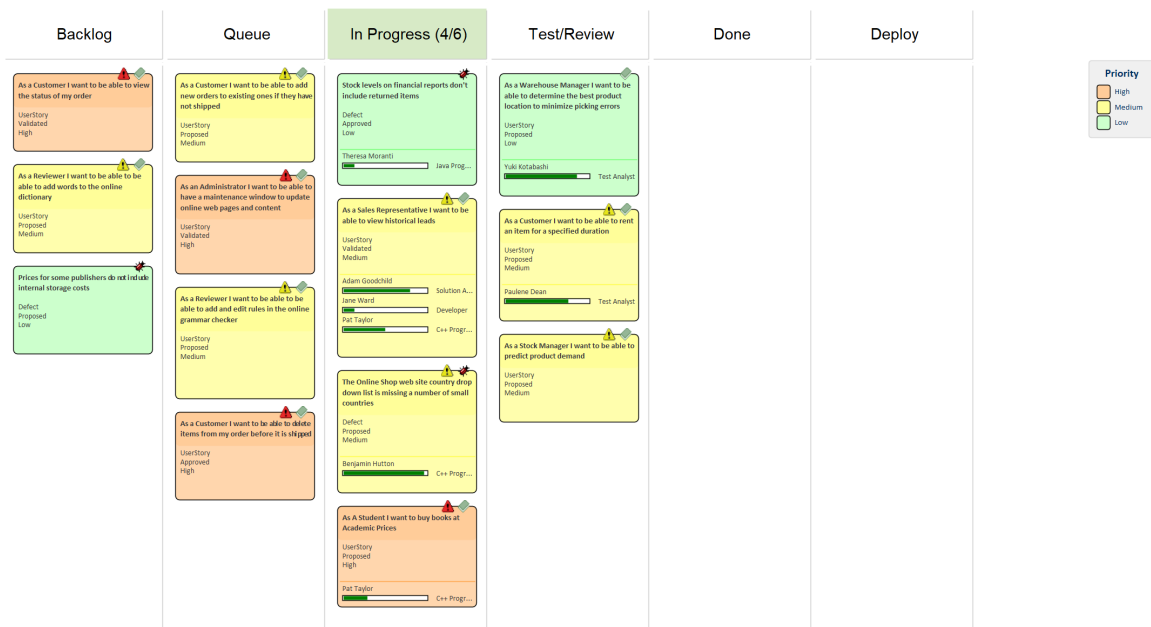 Backlog
Queue
In Progress (4/6)
Test/Review
Done
Deploy
As a Customer I want to be able to view
the status of my order
UserStory
Validated
High
As a Reviewer I want to be able to be
able to add words to the online
dictionary
UserStory
Proposed
Medium
Prices for some publishers do not include
internal storage costs
Defect
Proposed
Low
As a Customer I want to be able to add
new orders to existing ones if they have
not shipped
UserStory
Proposed
Medium
As an Administrator I want to be able to
have a maintenance window to update
online web pages and content
UserStory
Validated
High
As a Reviewer I want to be able to be
able to add and edit rules in the online
grammar checker
UserStory
Proposed
Medium
As a Customer I want to be able to delete
items from my order before it is shipped
UserStory
Approved
High
Stock levels on financial reports don't
include returned items
Defect
Approved
Low
Theresa Moranti
Java Prog...
As a Sales Representative I want to be
able to view historical leads
UserStory
Validated
Medium
Adam Goodchild
Solution A...
Jane Ward
Developer
Pat Taylor
C++ Progr...
The Online Shop web site country drop
down list is missing a number of small
countries
Defect
Proposed
Medium
Benjamin Hutton
C++ Progr...
As A Student I want to buy books at
Academic Prices
UserStory
Proposed
High
Pat Taylor
C++ Progr...
As a Warehouse Manager I want to be
able to determine the best product
location to minimize picking errors
UserStory
Proposed
Low
Yuki Kotabashi
Test Analyst
As a Customer I want to be able to rent
an item for a specified duration
UserStory
Proposed
Medium
Paulene Dean
Test Analyst
As a Stock Manager I want to be able to
predict product demand
UserStory
Proposed
Medium
Priority
High
Medium
Low